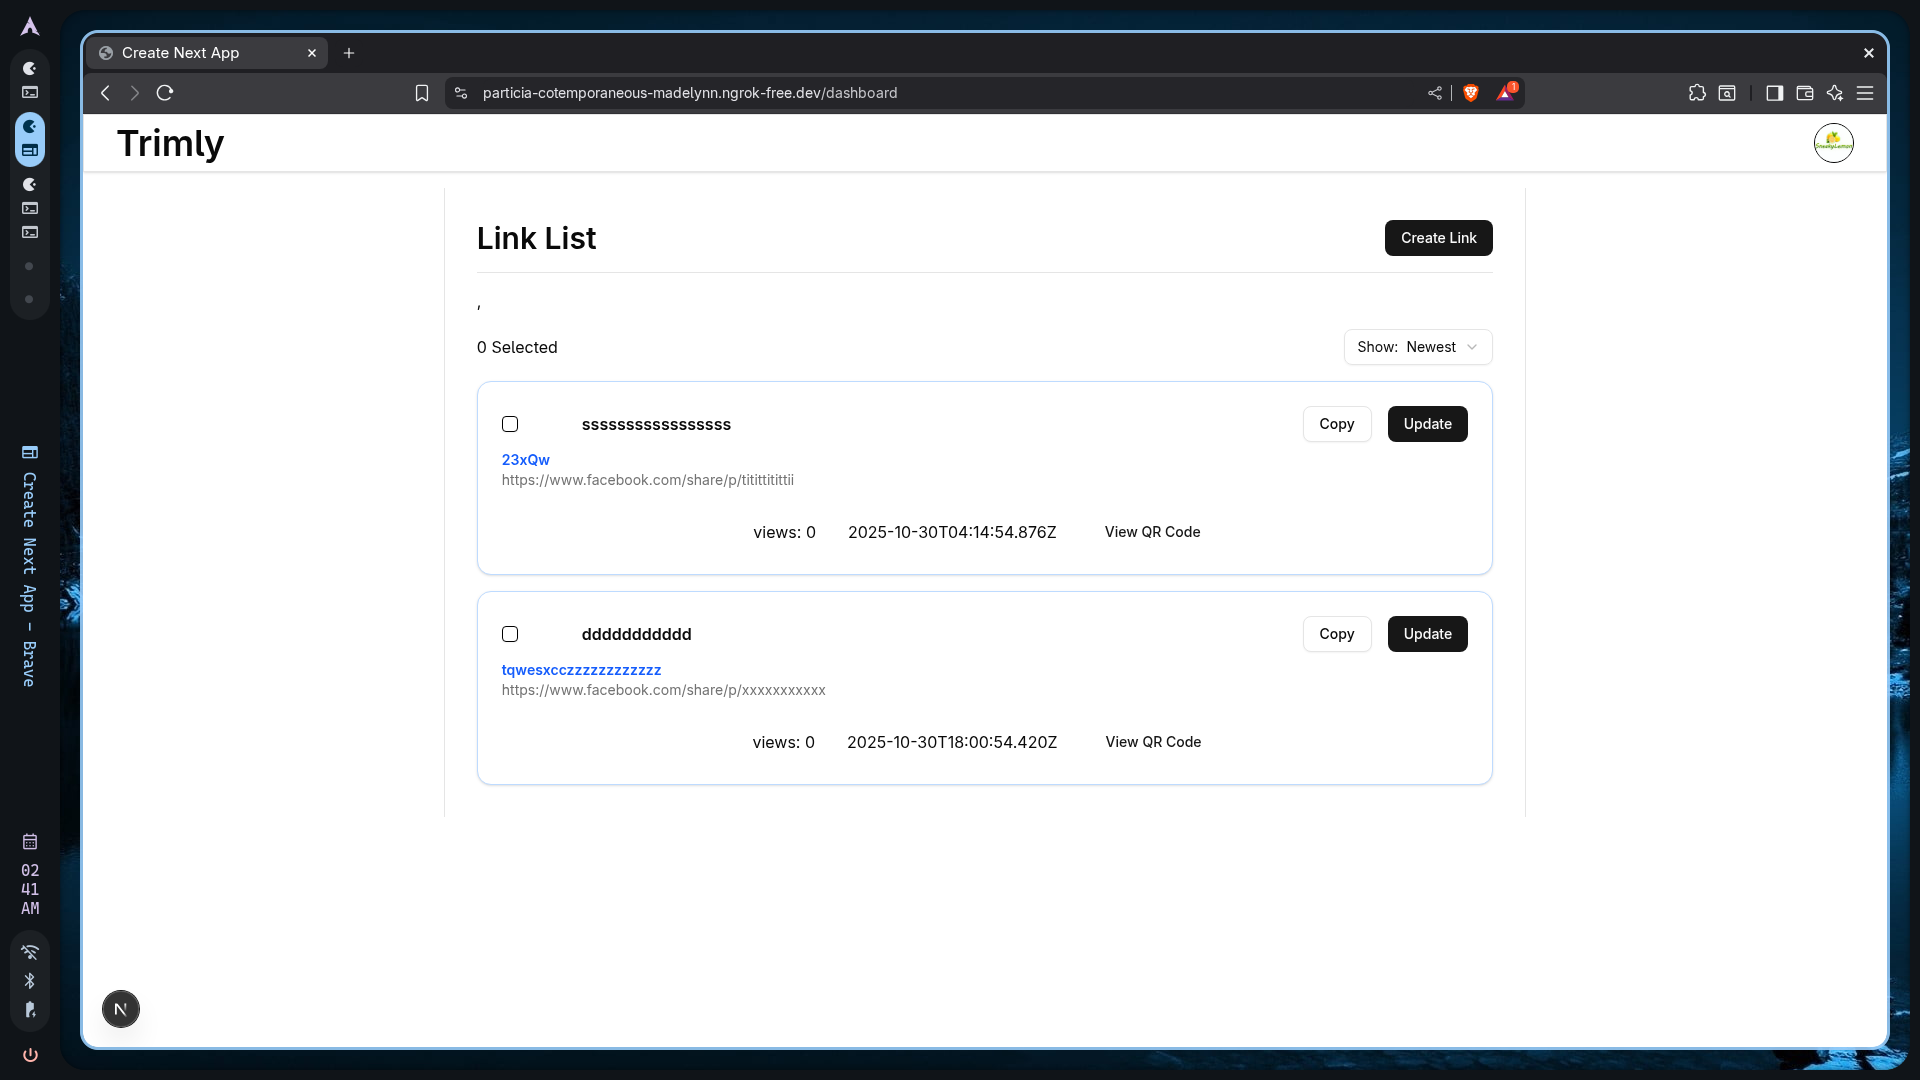 Create Next App
particia-cotemporaneous-madelynn.ngrok-free.dev/dashboard
1
Trimly
Link List
Create Link
,
0 Selected
Show: Newest
sssssssssssssssss
Copy
Update
23xQw
https://www.facebook.com/share/p/titittitittii
views: 0
2025-10-30T04:14:54.876Z
View QR Code
ddddddddddd
Copy
Update
tqwesxcczzzzzzzzzzzz
https://www.facebook.com/share/p/xxxxxxxxxxx
views: 0
2025-10-30T18:00:54.420Z
View QR Code
Create Next App – Brave
02
41
AM
N